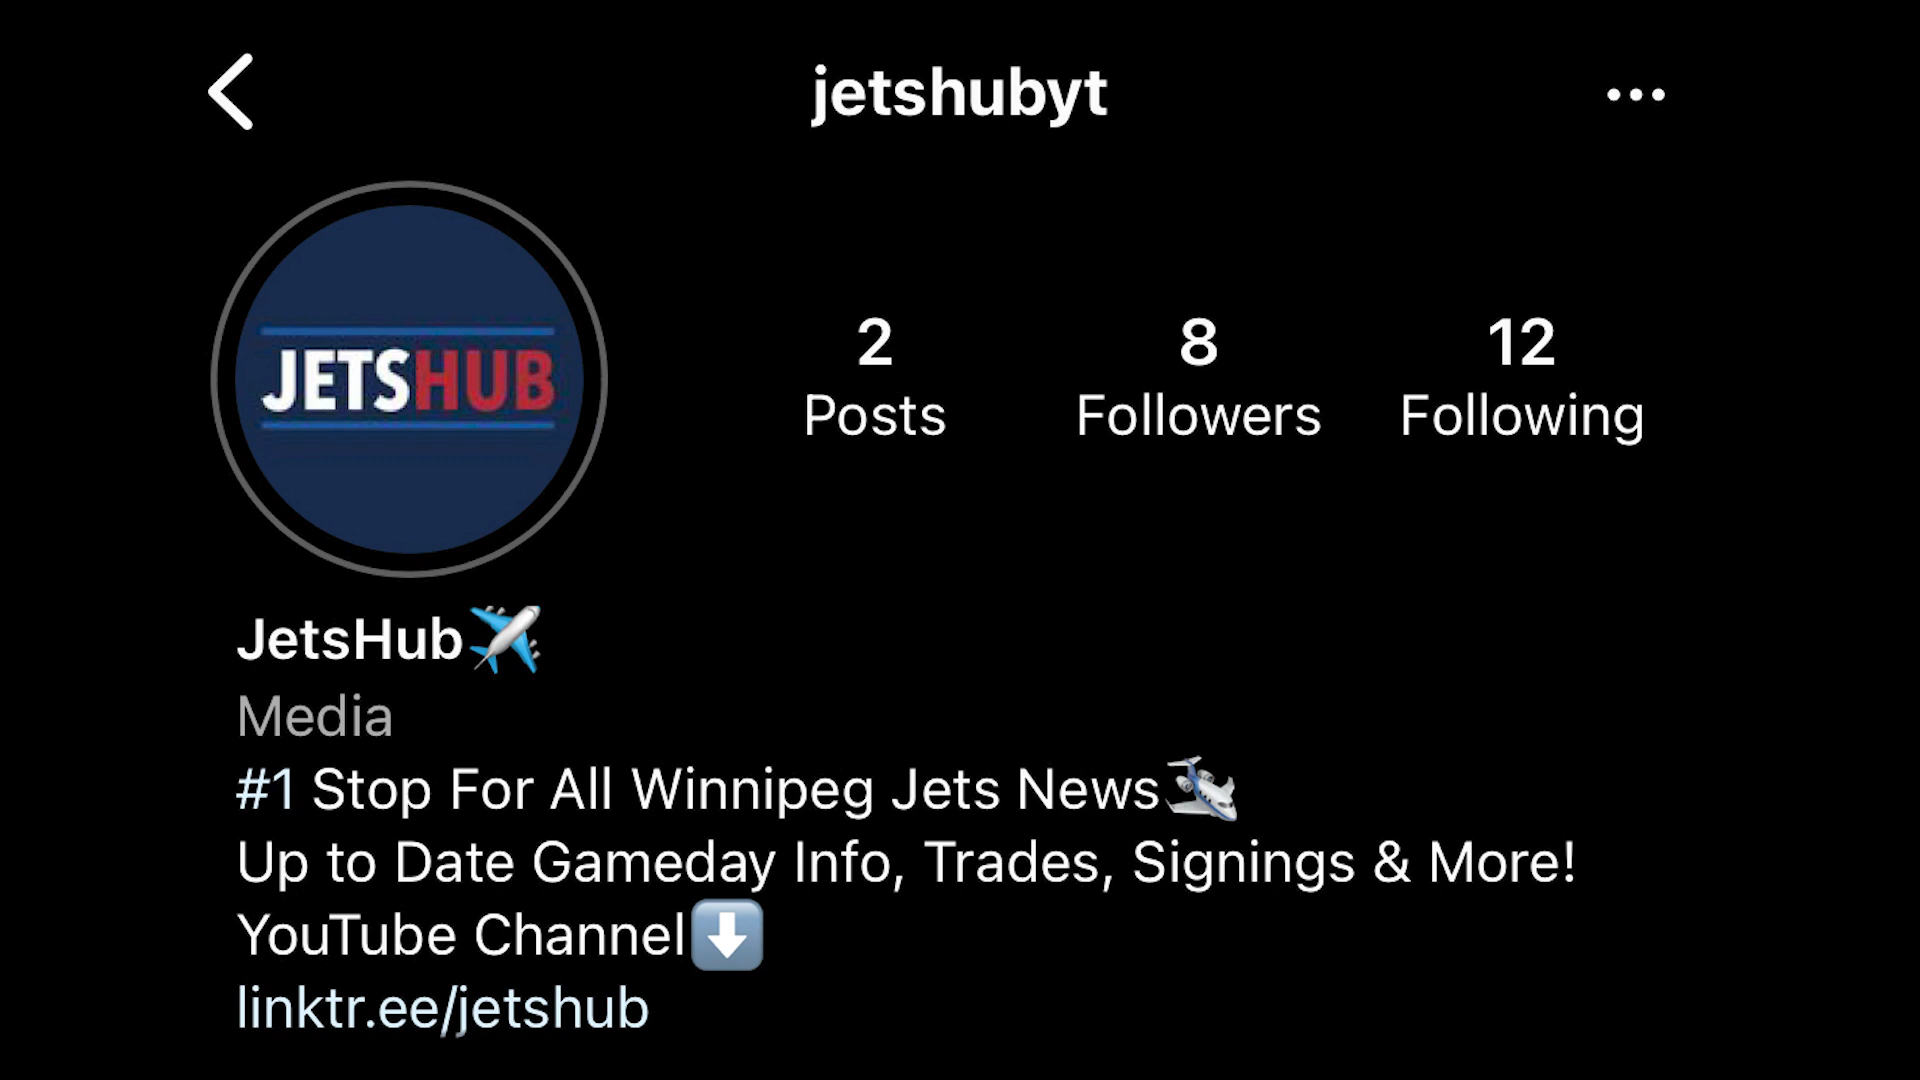 jetshubyt
JETSHUB
2 8 12
Posts Followers Following
JetsHub✈️
Media
#1 Stop For All Winnipeg Jets News🛬
Up to Date Gameday Info, Trades, Signings & More!
YouTube Channel⬇️
linktr.ee/jetshub